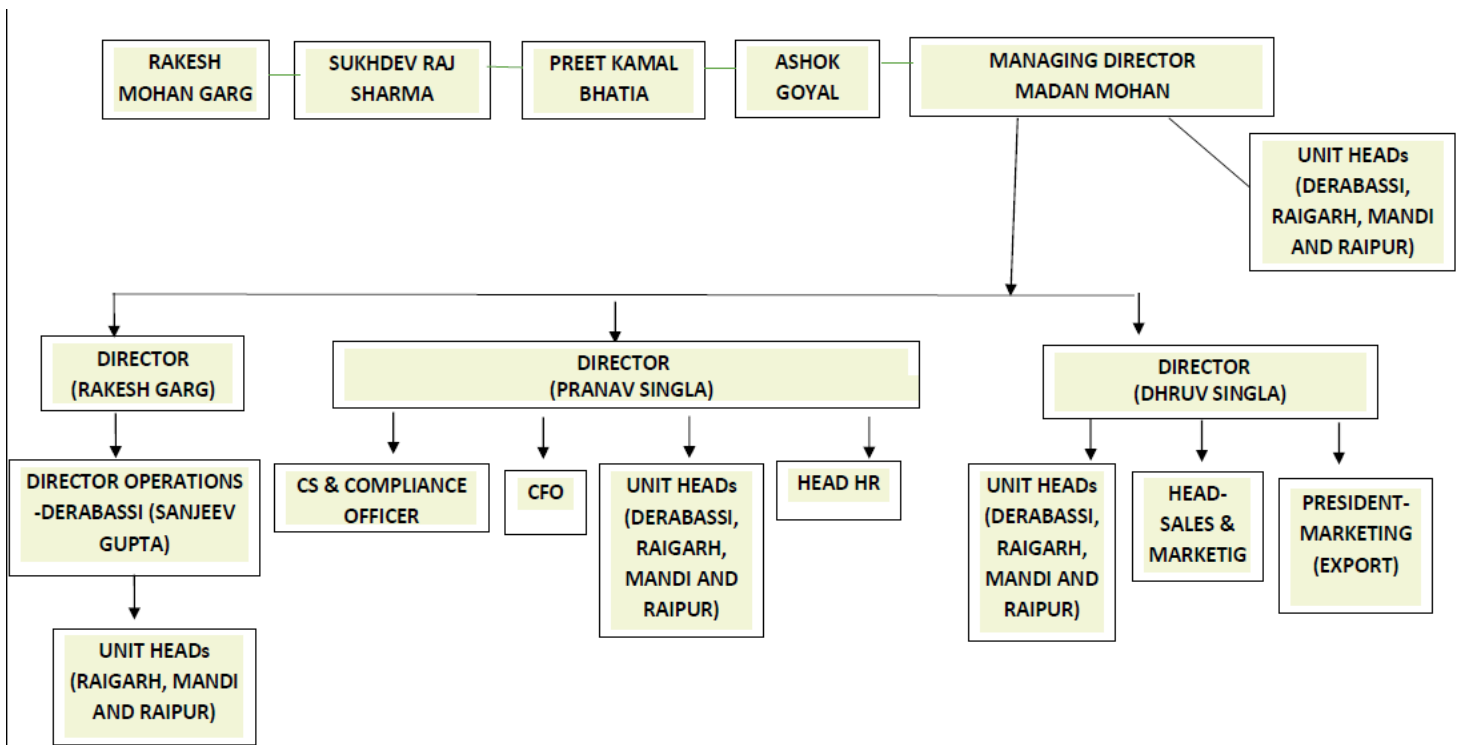 RAKESH
MOHAN GARG
SUKHDEV RAJ
SHARMA
PREET KAMAL
BHATIA
ASHOK
GOYAL
MANAGING DIRECTOR
MADAN MOHAN
UNIT HEADs
(DERABASSI,
RAIGARH, MANDI
AND RAIPUR)
DIRECTOR
(RAKESH GARG)
DIRECTOR
(PRANAV SINGLA)
DIRECTOR
(DHRUV SINGLA)
DIRECTOR OPERATIONS
-DERABASSI (SANJEEV
GUPTA)
CS & COMPLIANCE
OFFICER
CFO
UNIT HEADs
(DERABASSI,
RAIGARH,
MANDI AND
RAIPUR)
HEAD HR
UNIT HEADs
(DERABASSI,
RAIGARH,
MANDI AND
RAIPUR)
HEAD-
SALES &
MARKETIG
PRESIDENT-
MARKETING
(EXPORT)
UNIT HEADs
(RAIGARH, MANDI
AND RAIPUR)